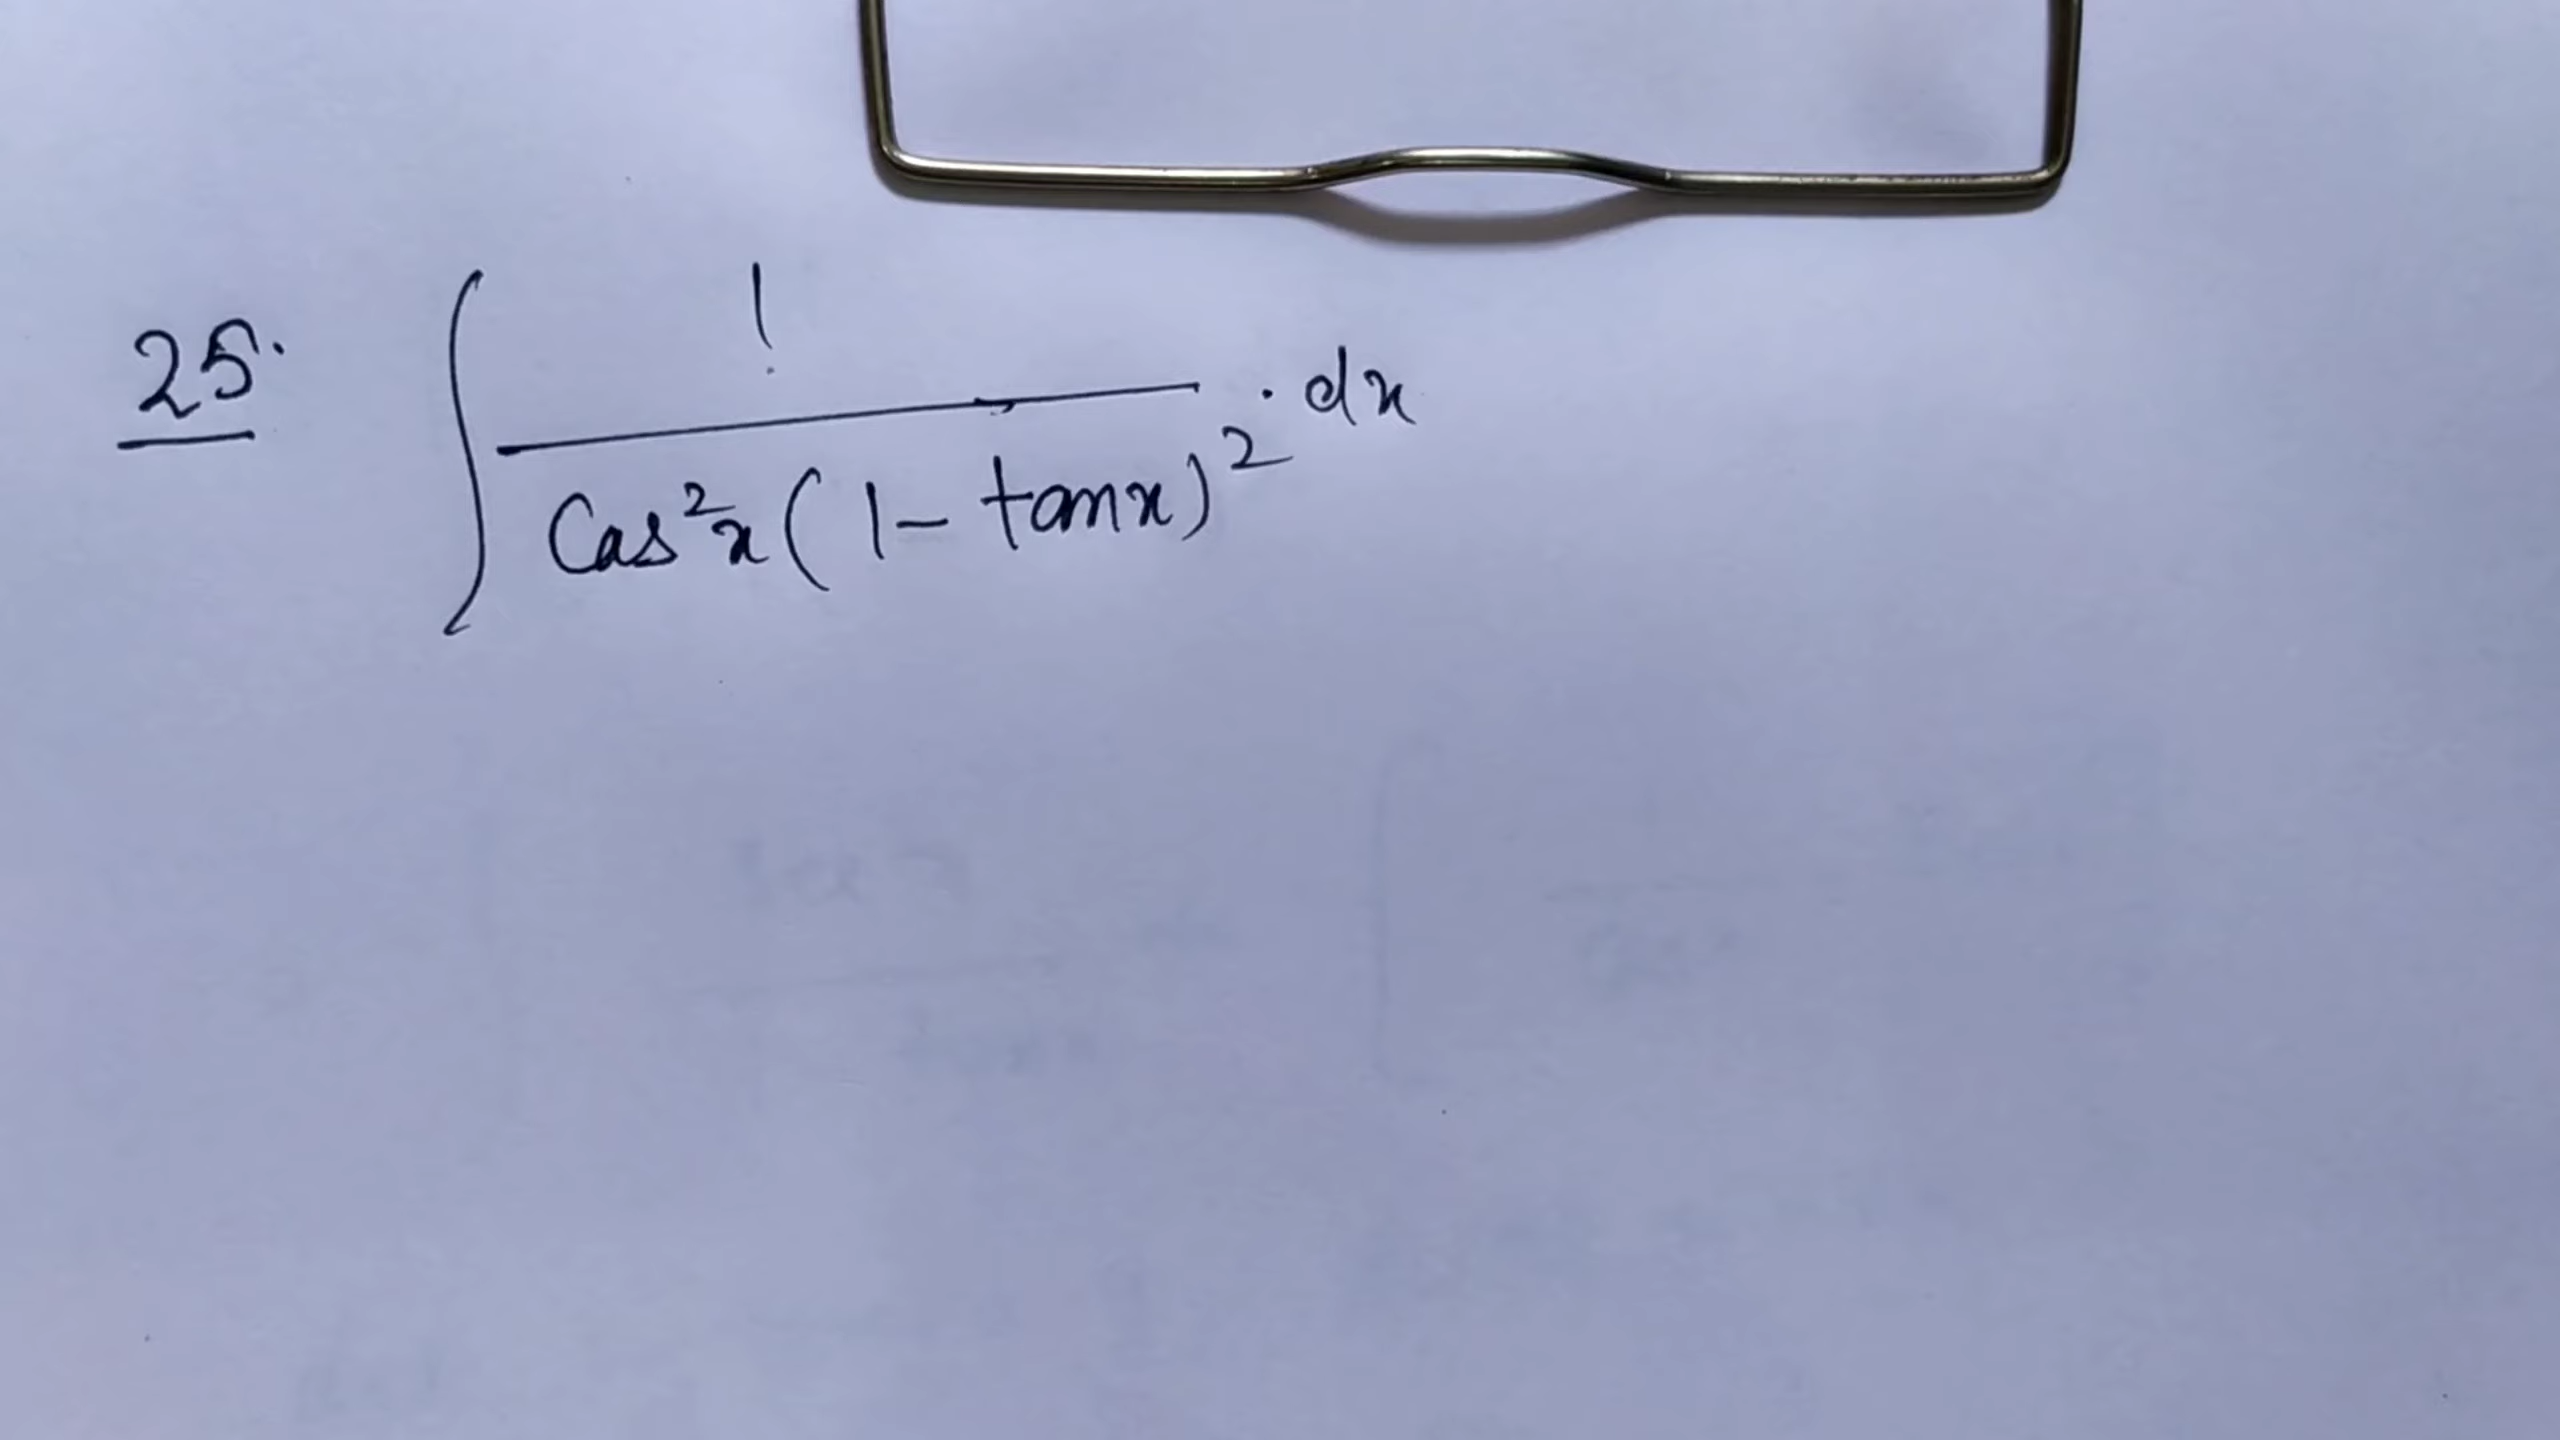 25. ∫ 1 / Cos²x (1 - tanx)² . dx